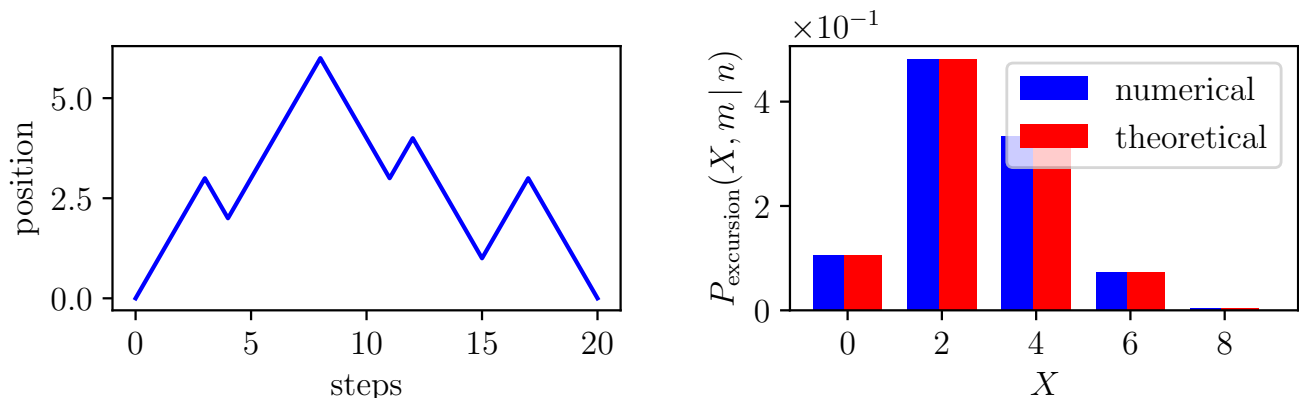 position
5.0
2.5
0.0
0 5 10 15 20
steps
×10⁻¹
P_excursion(X, m | n)
4
2
0
numerical
theoretical
0 2 4 6 8
X